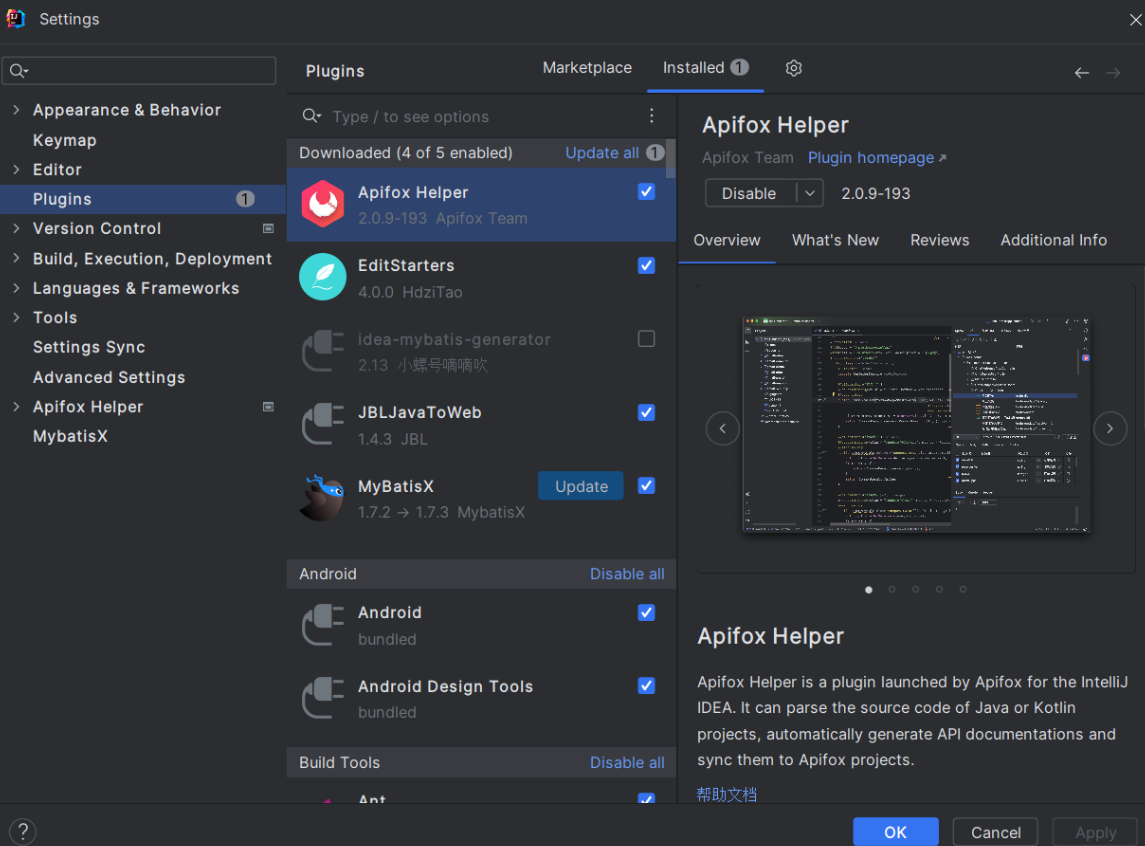 Settings
Plugins
Marketplace
Installed 1
Appearance & Behavior
Keymap
Editor
Plugins 1
Version Control
Build, Execution, Deployment
Languages & Frameworks
Tools
Settings Sync
Advanced Settings
Apifox Helper
MybatisX
Type / to see options
Downloaded (4 of 5 enabled) Update all 1
Apifox Helper
2.0.9-193 Apifox Team
EditStarters
4.0.0 HdziTao
idea-mybatis-generator
2.13 小螺号嘀嘀吹
JBLJavaToWeb
1.4.3 JBL
MyBatisX
Update
1.7.2 → 1.7.3 MybatisX
Android Disable all
Android
bundled
Android Design Tools
bundled
Build Tools Disable all
Ant
Apifox Helper
Apifox Team Plugin homepage ↗
Disable 2.0.9-193
Overview What's New Reviews Additional Info
Apifox Helper
Apifox Helper is a plugin launched by Apifox for the IntelliJ
IDEA. It can parse the source code of Java or Kotlin
projects, automatically generate API documentations and
sync them to Apifox projects.
帮助文档
?
OK Cancel Apply